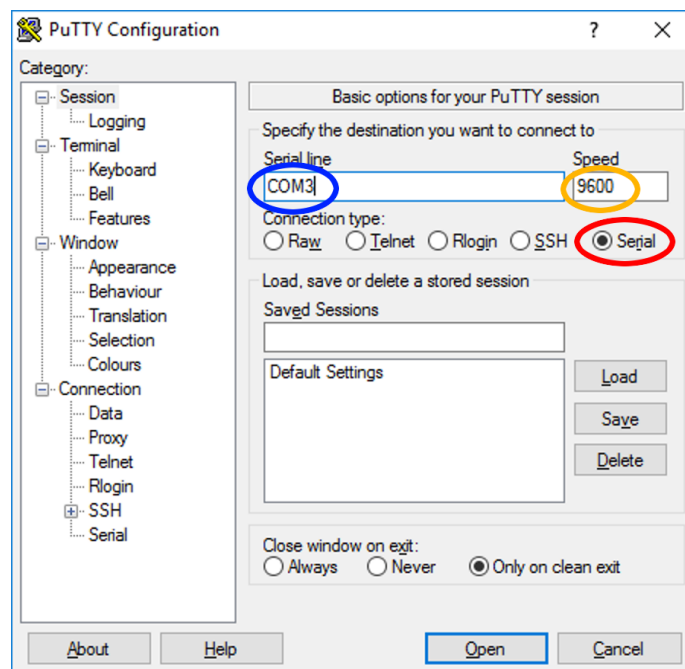 PuTTY Configuration ?
Category:
Session
Logging
Terminal
Keyboard
Bell
Features
Window
Appearance
Behaviour
Translation
Selection
Colours
Connection
Data
Proxy
Telnet
Rlogin
SSH
Serial
Basic options for your PuTTY session
Specify the destination you want to connect to
Serial line Speed
COM3 9600
Connection type:
Raw Telnet Rlogin SSH Serial
Load, save or delete a stored session
Saved Sessions
Default Settings
Load
Save
Delete
Close window on exit:
Always Never Only on clean exit
About Help Open Cancel